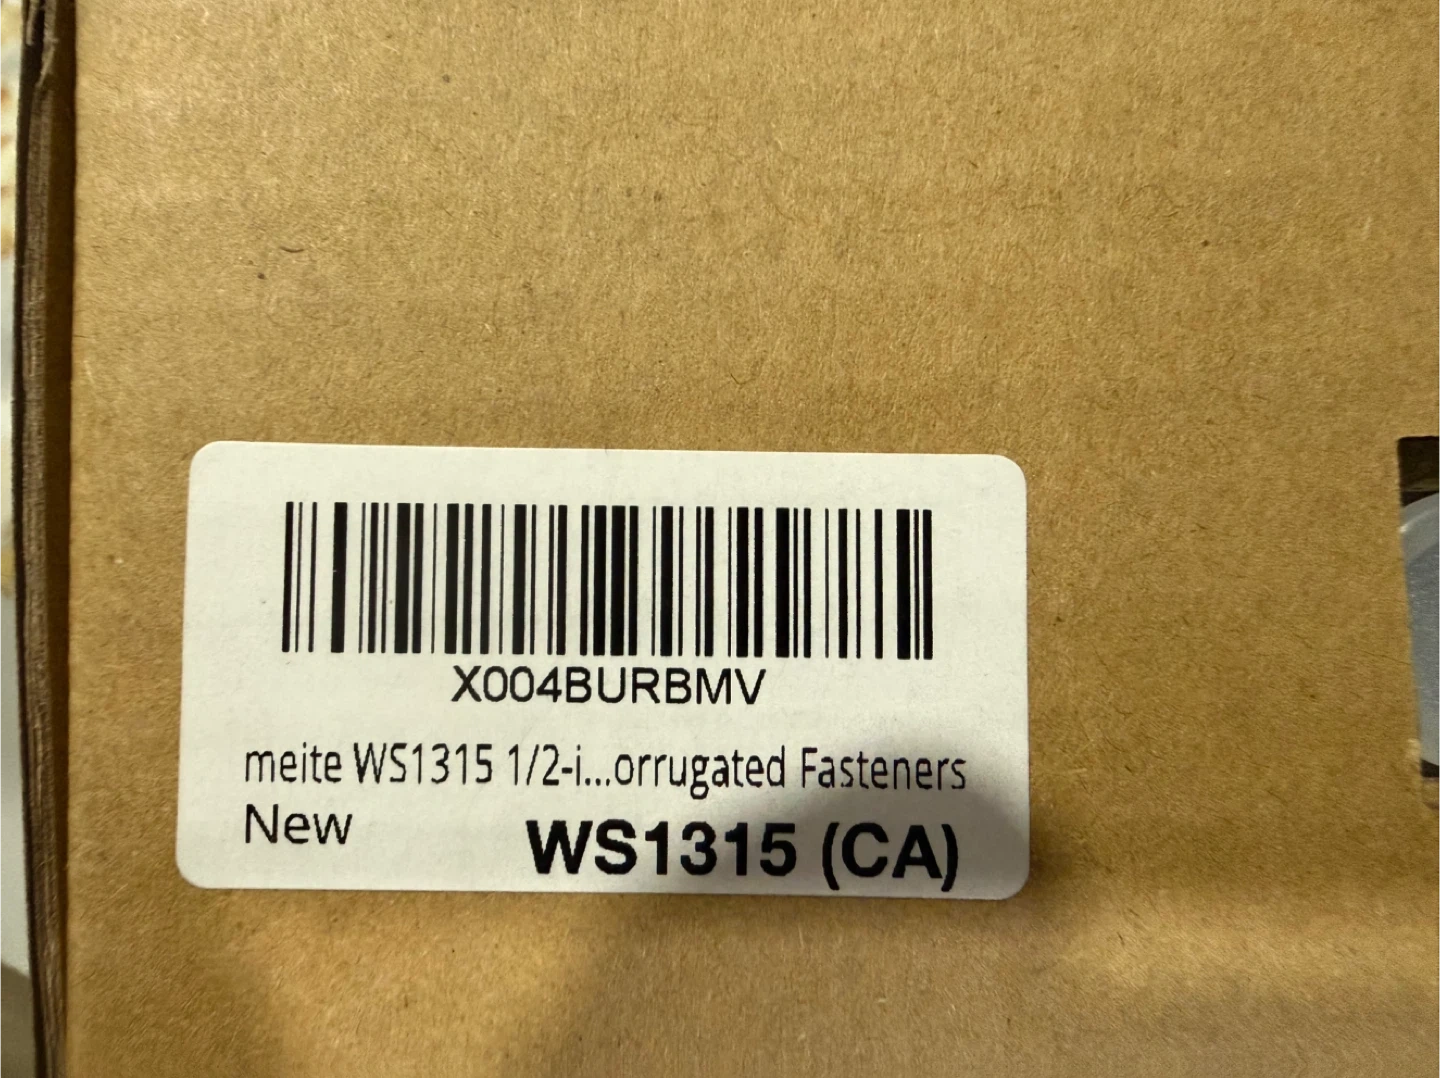 X004BURBMV
meite WS1315 1/2-i...orrugated Fasteners
New
WS1315 (CA)